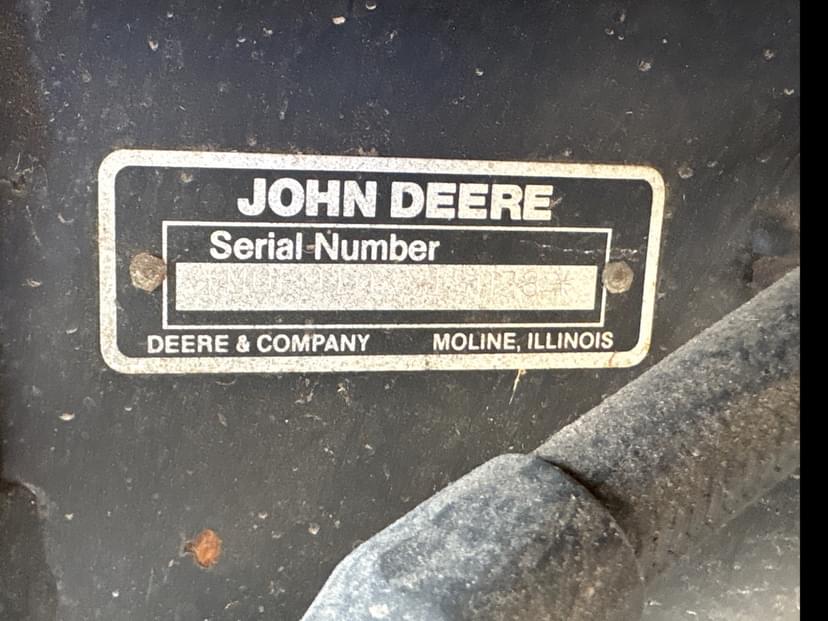 JOHN DEERE
Serial Number
DEERE & COMPANY MOLINE, ILLINOIS